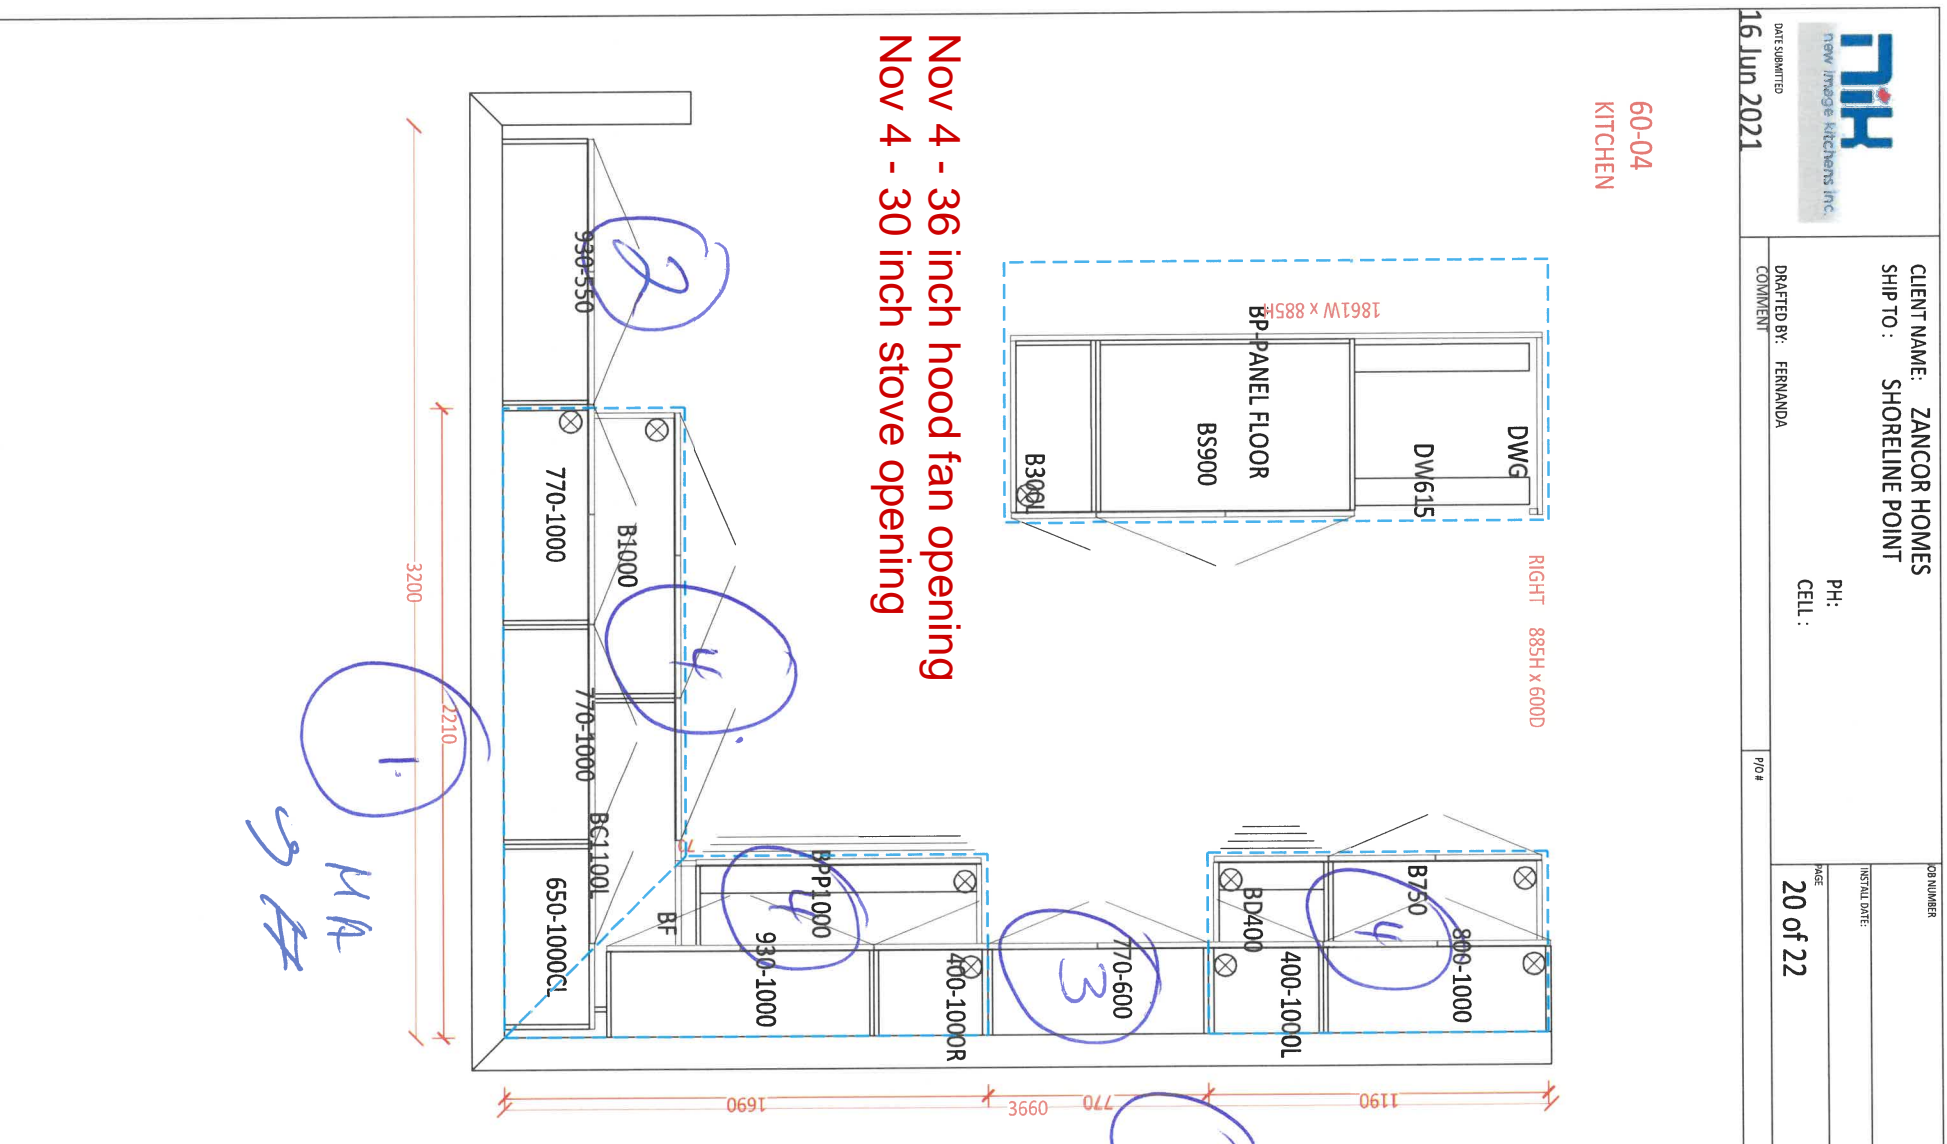 NIK
new image kitchens inc.
DATE SUBMITTED
16 Jun 2021
CLIENT NAME: ZANCOR HOMES
SHIP TO : SHORELINE POINT
PH:
CELL :
DRAFTED BY: FERNANDA
COMMENT
P/O #
JOB NUMBER
INSTALL DATE:
PAGE
20 of 22
60-04
KITCHEN
1861W x 885H
BP-PANEL FLOOR
DWG
DW615
BS900
B300L
RIGHT 885H x 600D
Nov 4 - 36 inch hood fan opening
Nov 4 - 30 inch stove opening
930-550
2
770-1000
B1000
4
770-1000
BC1100L
650-1000CL
BF
70
BPP1000
4
930-1000
400-1000R
770-600
3
BD400
400-1000L
B750
4
800-1000
3200
2210
1
MA
1690
770
3660
1190